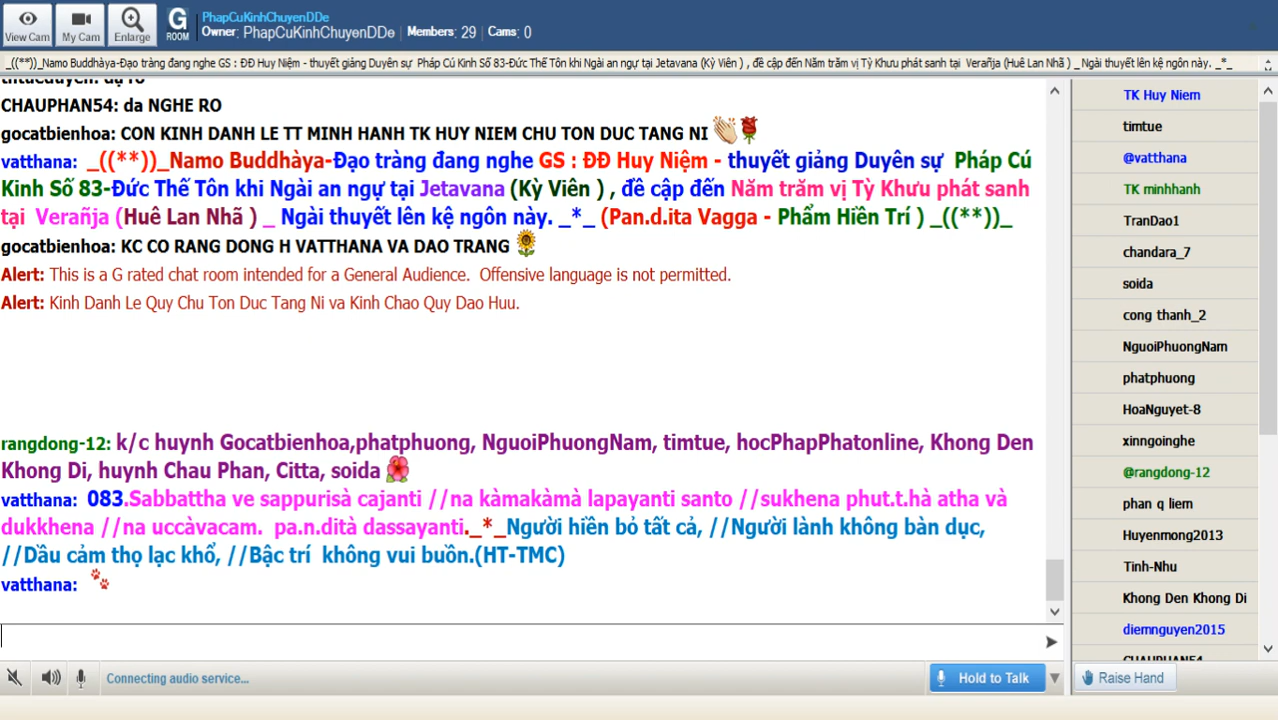 View Cam
My Cam
Enlarge
G
ROOM
PhapCuKinhChuyenDDe
Owner: PhapCuKinhChuyenDDe Members: 29 Cams: 0
_((**))_Namo Buddhàya-Đạo tràng đang nghe GS : ĐĐ Huy Niệm - thuyết giảng Duyên sự Pháp Cú Kinh Số 83-Đức Thế Tôn khi Ngài an ngự tại Jetavana (Kỳ Viên ) , đề cập đến Năm trăm vị Tỳ Khưu phát sanh tại Verañja (Huê Lan Nhã ) _ Ngài thuyết lên kệ ngôn này. _*_
CHAUPHAN54: da NGHE RO
gocatbienhoa: CON KINH DANH LE TT MINH HANH TK HUY NIEM CHU TON DUC TANG NI
vatthana: _((**))_Namo Buddhàya-Đạo tràng đang nghe GS : ĐĐ Huy Niệm - thuyết giảng Duyên sự Pháp Cú
Kinh Số 83-Đức Thế Tôn khi Ngài an ngự tại Jetavana (Kỳ Viên ) , đề cập đến Năm trăm vị Tỳ Khưu phát sanh
tại Verañja (Huê Lan Nhã ) _ Ngài thuyết lên kệ ngôn này. _*_ (Pan.d.ita Vagga - Phẩm Hiền Trí ) _((**))_
gocatbienhoa: KC CO RANG DONG H VATTHANA VA DAO TRANG
Alert: This is a G rated chat room intended for a General Audience. Offensive language is not permitted.
Alert: Kinh Danh Le Quy Chu Ton Duc Tang Ni va Kinh Chao Quy Dao Huu.
rangdong-12: k/c huynh Gocatbienhoa,phatphuong, NguoiPhuongNam, timtue, hocPhapPhatonline, Khong Den
Khong Di, huynh Chau Phan, Citta, soida
vatthana: 083.Sabbattha ve sappurisà cajanti //na kàmakàmà lapayanti santo //sukhena phut.t.hà atha và
dukkhena //na uccàvacam. pa.n.dità dassayanti._*_Người hiền bỏ tất cả, //Người lành không bàn dục,
//Dầu cảm thọ lạc khổ, //Bậc trí không vui buồn.(HT-TMC)
vatthana:
TK Huy Niem
timtue
@vatthana
TK minhhanh
TranDao1
chandara_7
soida
cong thanh_2
NguoiPhuongNam
phatphuong
HoaNguyet-8
xinngoinghe
@rangdong-12
phan q liem
Huyenmong2013
Tinh-Nhu
Khong Den Khong Di
diemnguyen2015
CHAUPHAN54
Connecting audio service...
Hold to Talk
Raise Hand